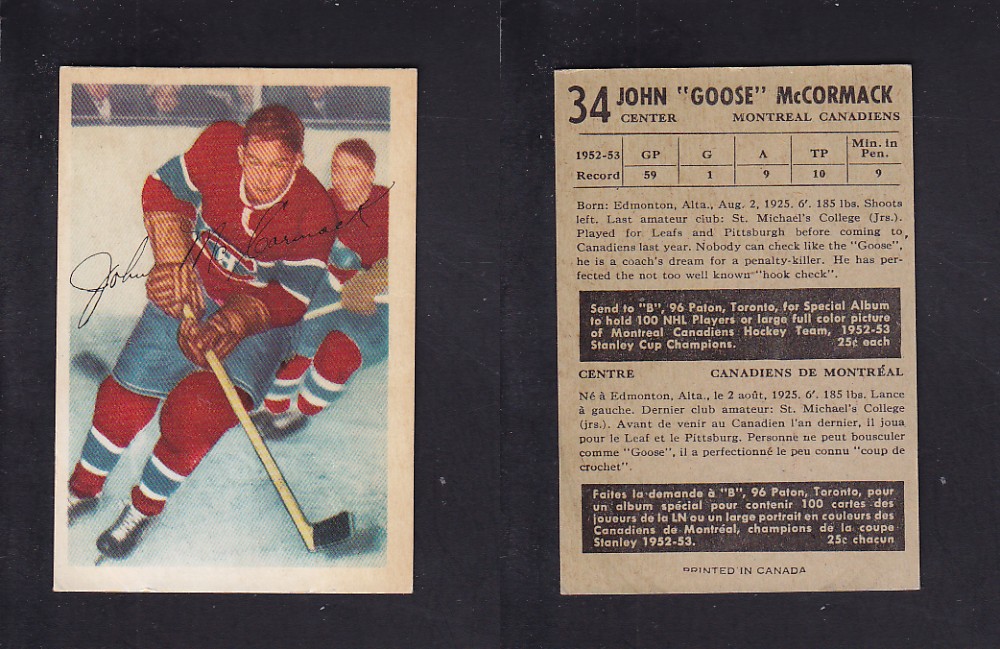 John McCormack
34 JOHN "GOOSE" McCORMACK
CENTER MONTREAL CANADIENS
1952-53 GP G A TP Min. in Pen.
Record 59 1 9 10 9
Born: Edmonton, Alta., Aug. 2, 1925. 6'. 185 lbs. Shoots
left. Last amateur club: St. Michael's College (Jrs.).
Played for Leafs and Pittsburgh before coming to
Canadiens last year. Nobody can check like the "Goose",
he is a coach's dream for a penalty-killer. He has per-
fected the not too well known "hook check".
Send to "B", 96 Paton, Toronto, for Special Album
to hold 100 NHL Players or large full color picture
of Montreal Canadiens Hockey Team, 1952-53
Stanley Cup Champions. 25¢ each
CENTRE CANADIENS DE MONTRÉAL
Né à Edmonton, Alta., le 2 août, 1925. 6'. 185 lbs. Lance
à gauche. Dernier club amateur: St. Michael's College
(jrs.). Avant de venir au Canadien l'an dernier, il joua
pour le Leaf et le Pittsburg. Personne ne peut bousculer
comme "Goose", il a perfectionné le peu connu "coup de
crochet".
Faites la demande à "B", 96 Paton, Toronto, pour
un album spécial pour contenir 100 cartes des
joueurs de la LN ou un large portrait en couleurs des
Canadiens de Montréal, champions de la coupe
Stanley 1952-53. 25c chacun
PRINTED IN CANADA